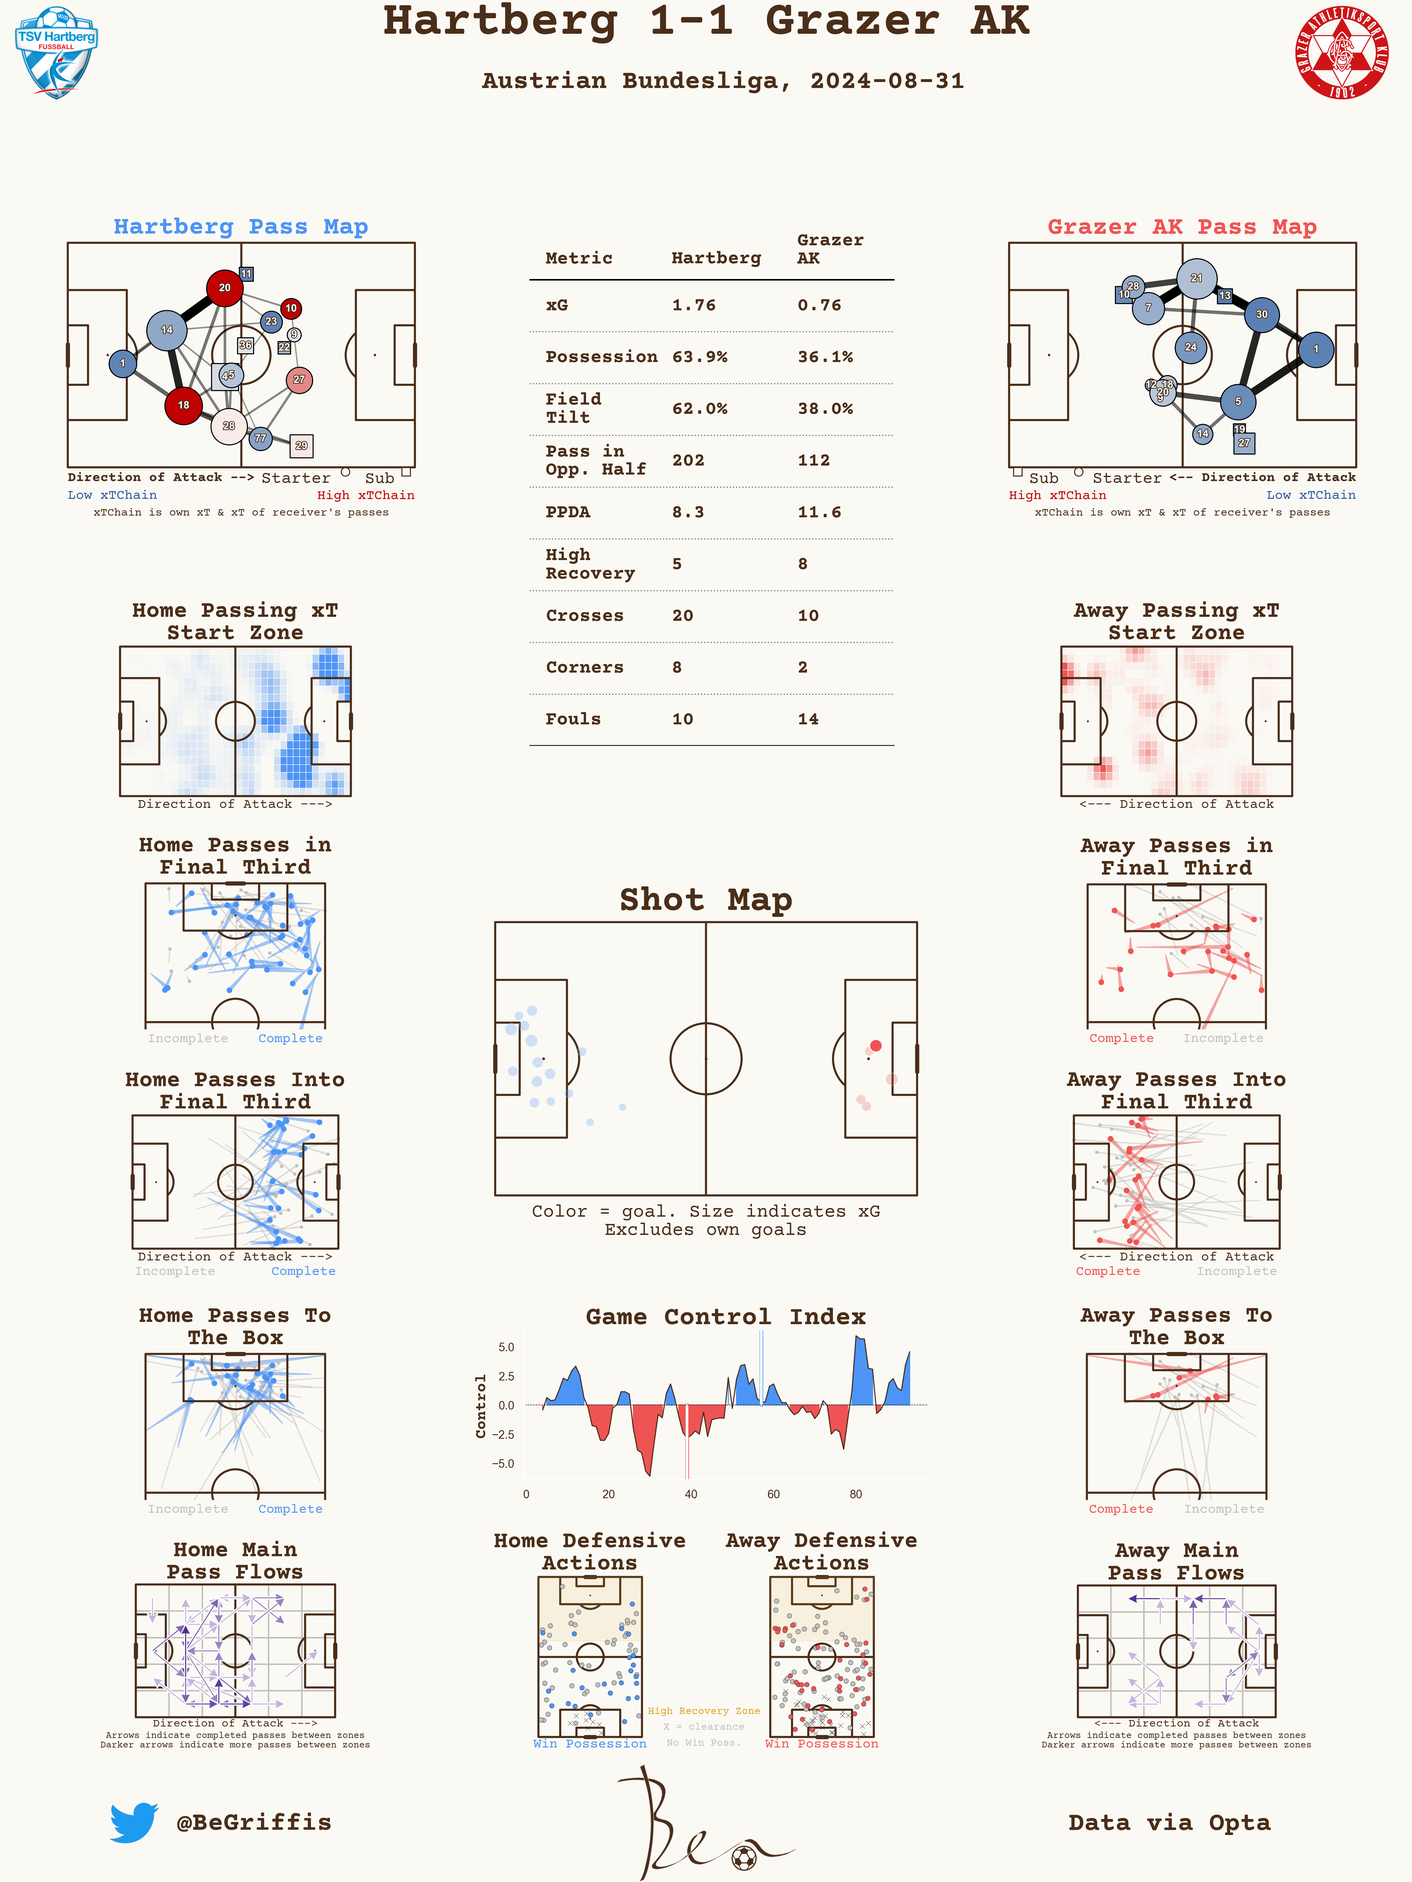 Hartberg 1-1 Grazer AK
Austrian Bundesliga, 2024-08-31
TSV Hartberg
FUSSBALL
GRAZER ATHLETIKSPORT KLUB
- 1902 -
Hartberg Pass Map
11
20
10
23
9
14
36
22
1
45
27
18
28
77
29
Direction of Attack --> Starter Sub
Low xTChain High xTChain
xTChain is own xT & xT of receiver's passes
Metric Hartberg Grazer AK
xG 1.76 0.76
Possession 63.9% 36.1%
Field Tilt 62.0% 38.0%
Pass in Opp. Half 202 112
PPDA 8.3 11.6
High Recovery 5 8
Crosses 20 10
Corners 8 2
Fouls 10 14
Grazer AK Pass Map
21
28
10
13
7
30
24
1
12
18
20
9
5
14
19
27
Sub Starter <-- Direction of Attack
High xTChain Low xTChain
xTChain is own xT & xT of receiver's passes
Home Passing xT
Start Zone
Direction of Attack --->
Away Passing xT
Start Zone
<--- Direction of Attack
Home Passes in
Final Third
Incomplete Complete
Away Passes in
Final Third
Complete Incomplete
Shot Map
Color = goal. Size indicates xG
Excludes own goals
Home Passes Into
Final Third
Direction of Attack --->
Incomplete Complete
Away Passes Into
Final Third
<--- Direction of Attack
Complete Incomplete
Home Passes To
The Box
Incomplete Complete
Game Control Index
Control
5.0
2.5
0.0
−2.5
−5.0
0 20 40 60 80
Away Passes To
The Box
Complete Incomplete
Home Main
Pass Flows
Direction of Attack --->
Arrows indicate completed passes between zones
Darker arrows indicate more passes between zones
Home Defensive
Actions
Win Possession
High Recovery Zone
X = clearance
No Win Poss.
Away Defensive
Actions
Win Possession
Away Main
Pass Flows
<--- Direction of Attack
Arrows indicate completed passes between zones
Darker arrows indicate more passes between zones
@BeGriffis
Ben
Data via Opta